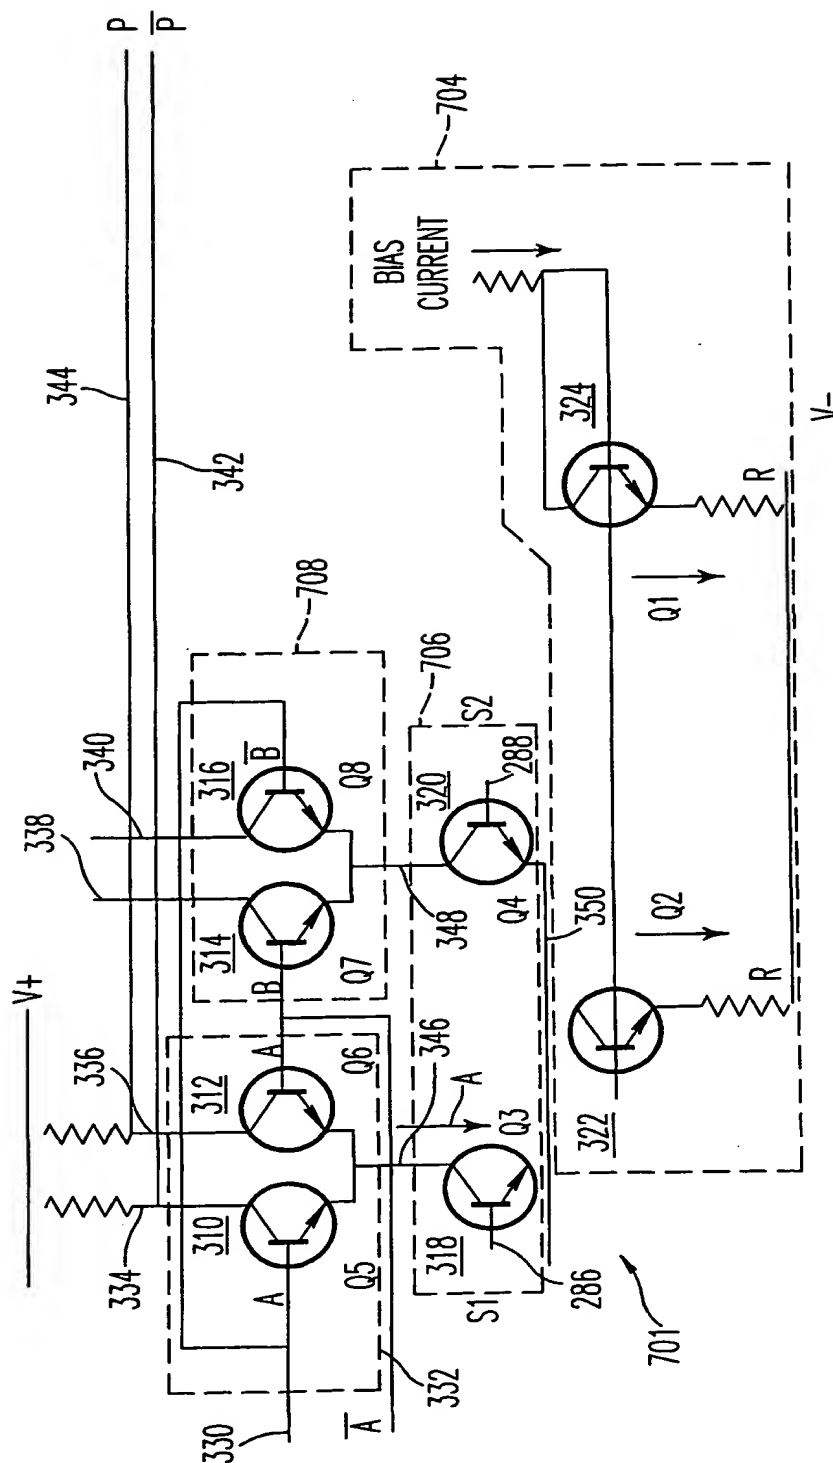 P
P
344
342
V+
340
338
336
334
708
316
B
Q8
314
B
Q7
312
A
Q6
310
A
Q5
332
330
A
706
S2
320
288
Q4
348
350
A
346
Q3
318
286
S1
701
704
BIAS
CURRENT
324
R
Q1
Q2
R
322
V-